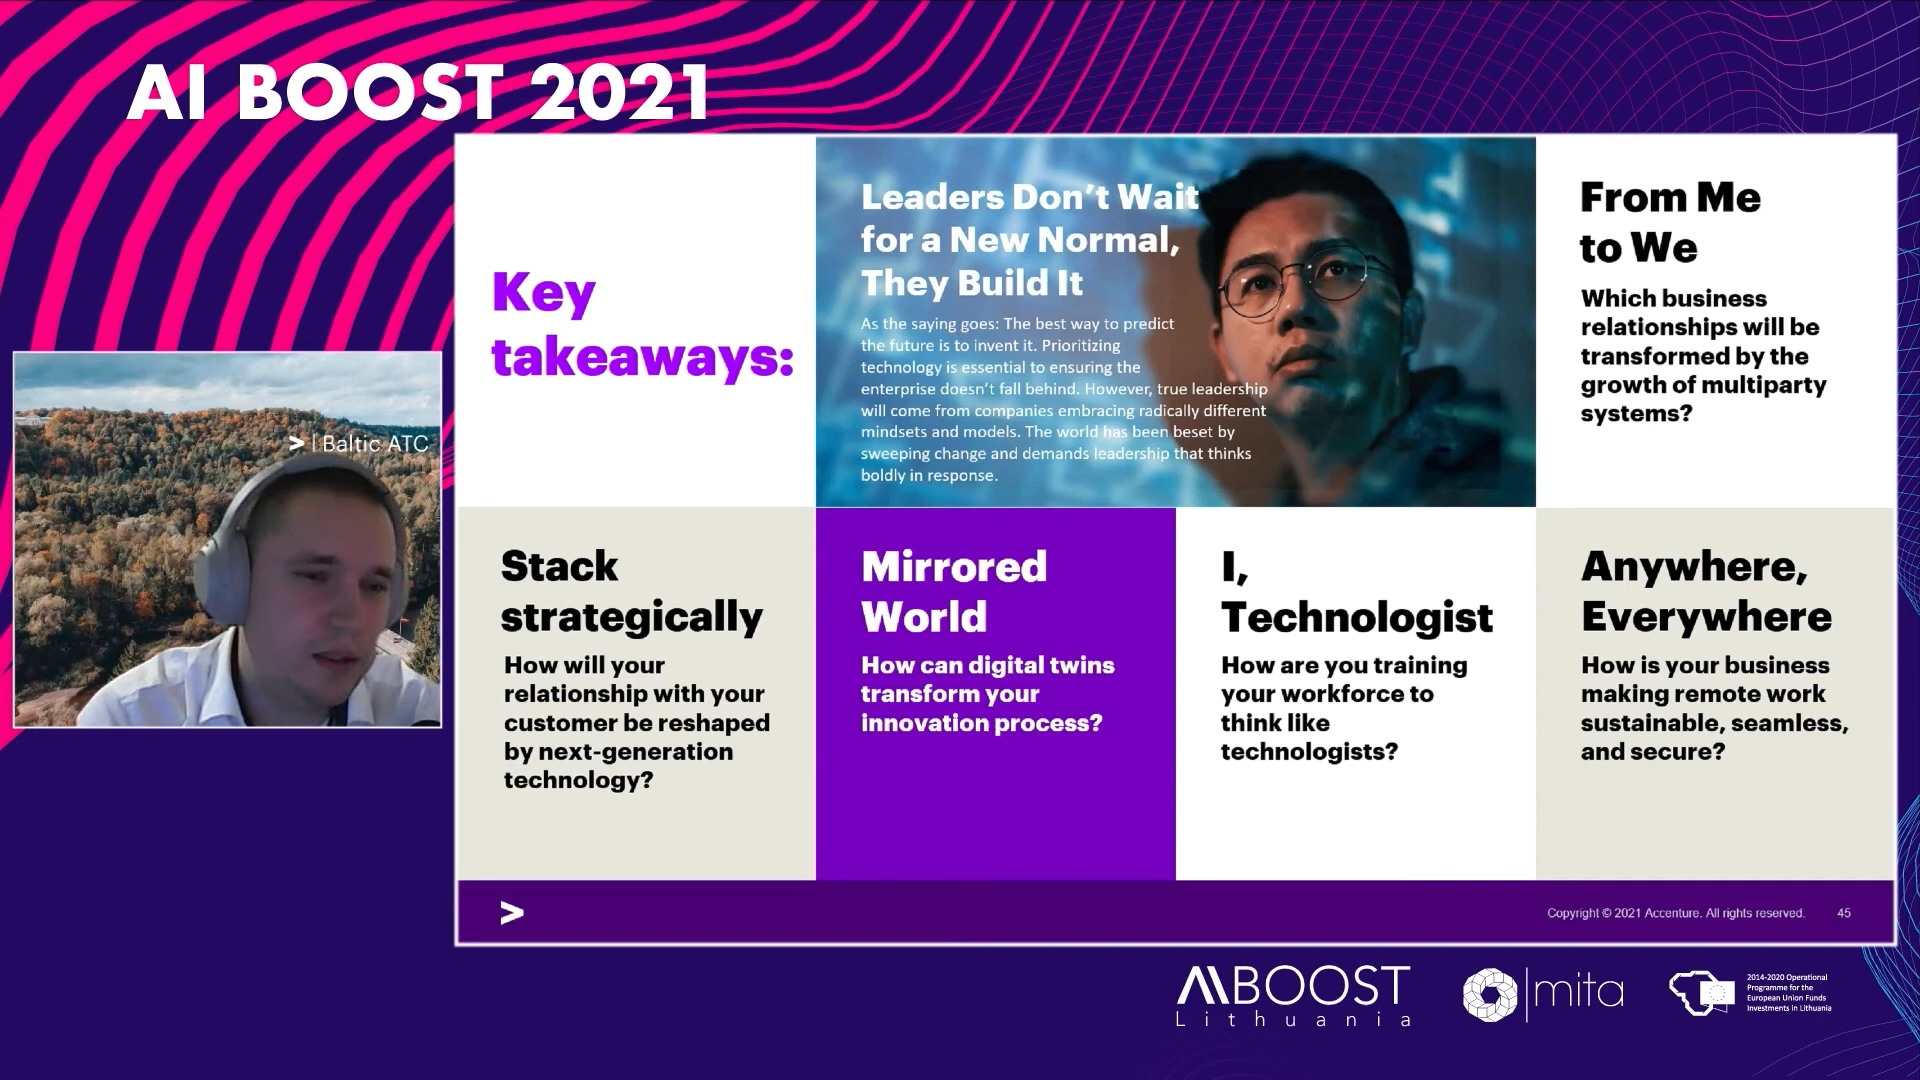 AI BOOST 2021
> | Baltic ATC
Key
takeaways:
Leaders Don't Wait
for a New Normal,
They Build It
As the saying goes: The best way to predict
the future is to invent it. Prioritizing
technology is essential to ensuring the
enterprise doesn't fall behind. However, true leadership
will come from companies embracing radically different
mindsets and models. The world has been beset by
sweeping change and demands leadership that thinks
boldly in response.
From Me
to We
Which business
relationships will be
transformed by the
growth of multiparty
systems?
Stack
strategically
How will your
relationship with your
customer be reshaped
by next-generation
technology?
Mirrored
World
How can digital twins
transform your
innovation process?
I,
Technologist
How are you training
your workforce to
think like
technologists?
Anywhere,
Everywhere
How is your business
making remote work
sustainable, seamless,
and secure?
>
Copyright © 2021 Accenture. All rights reserved. 45
AI BOOST
Lithuania
mita
2014-2020 Operational
Programme for the
European Union Funds
Investments in Lithuania